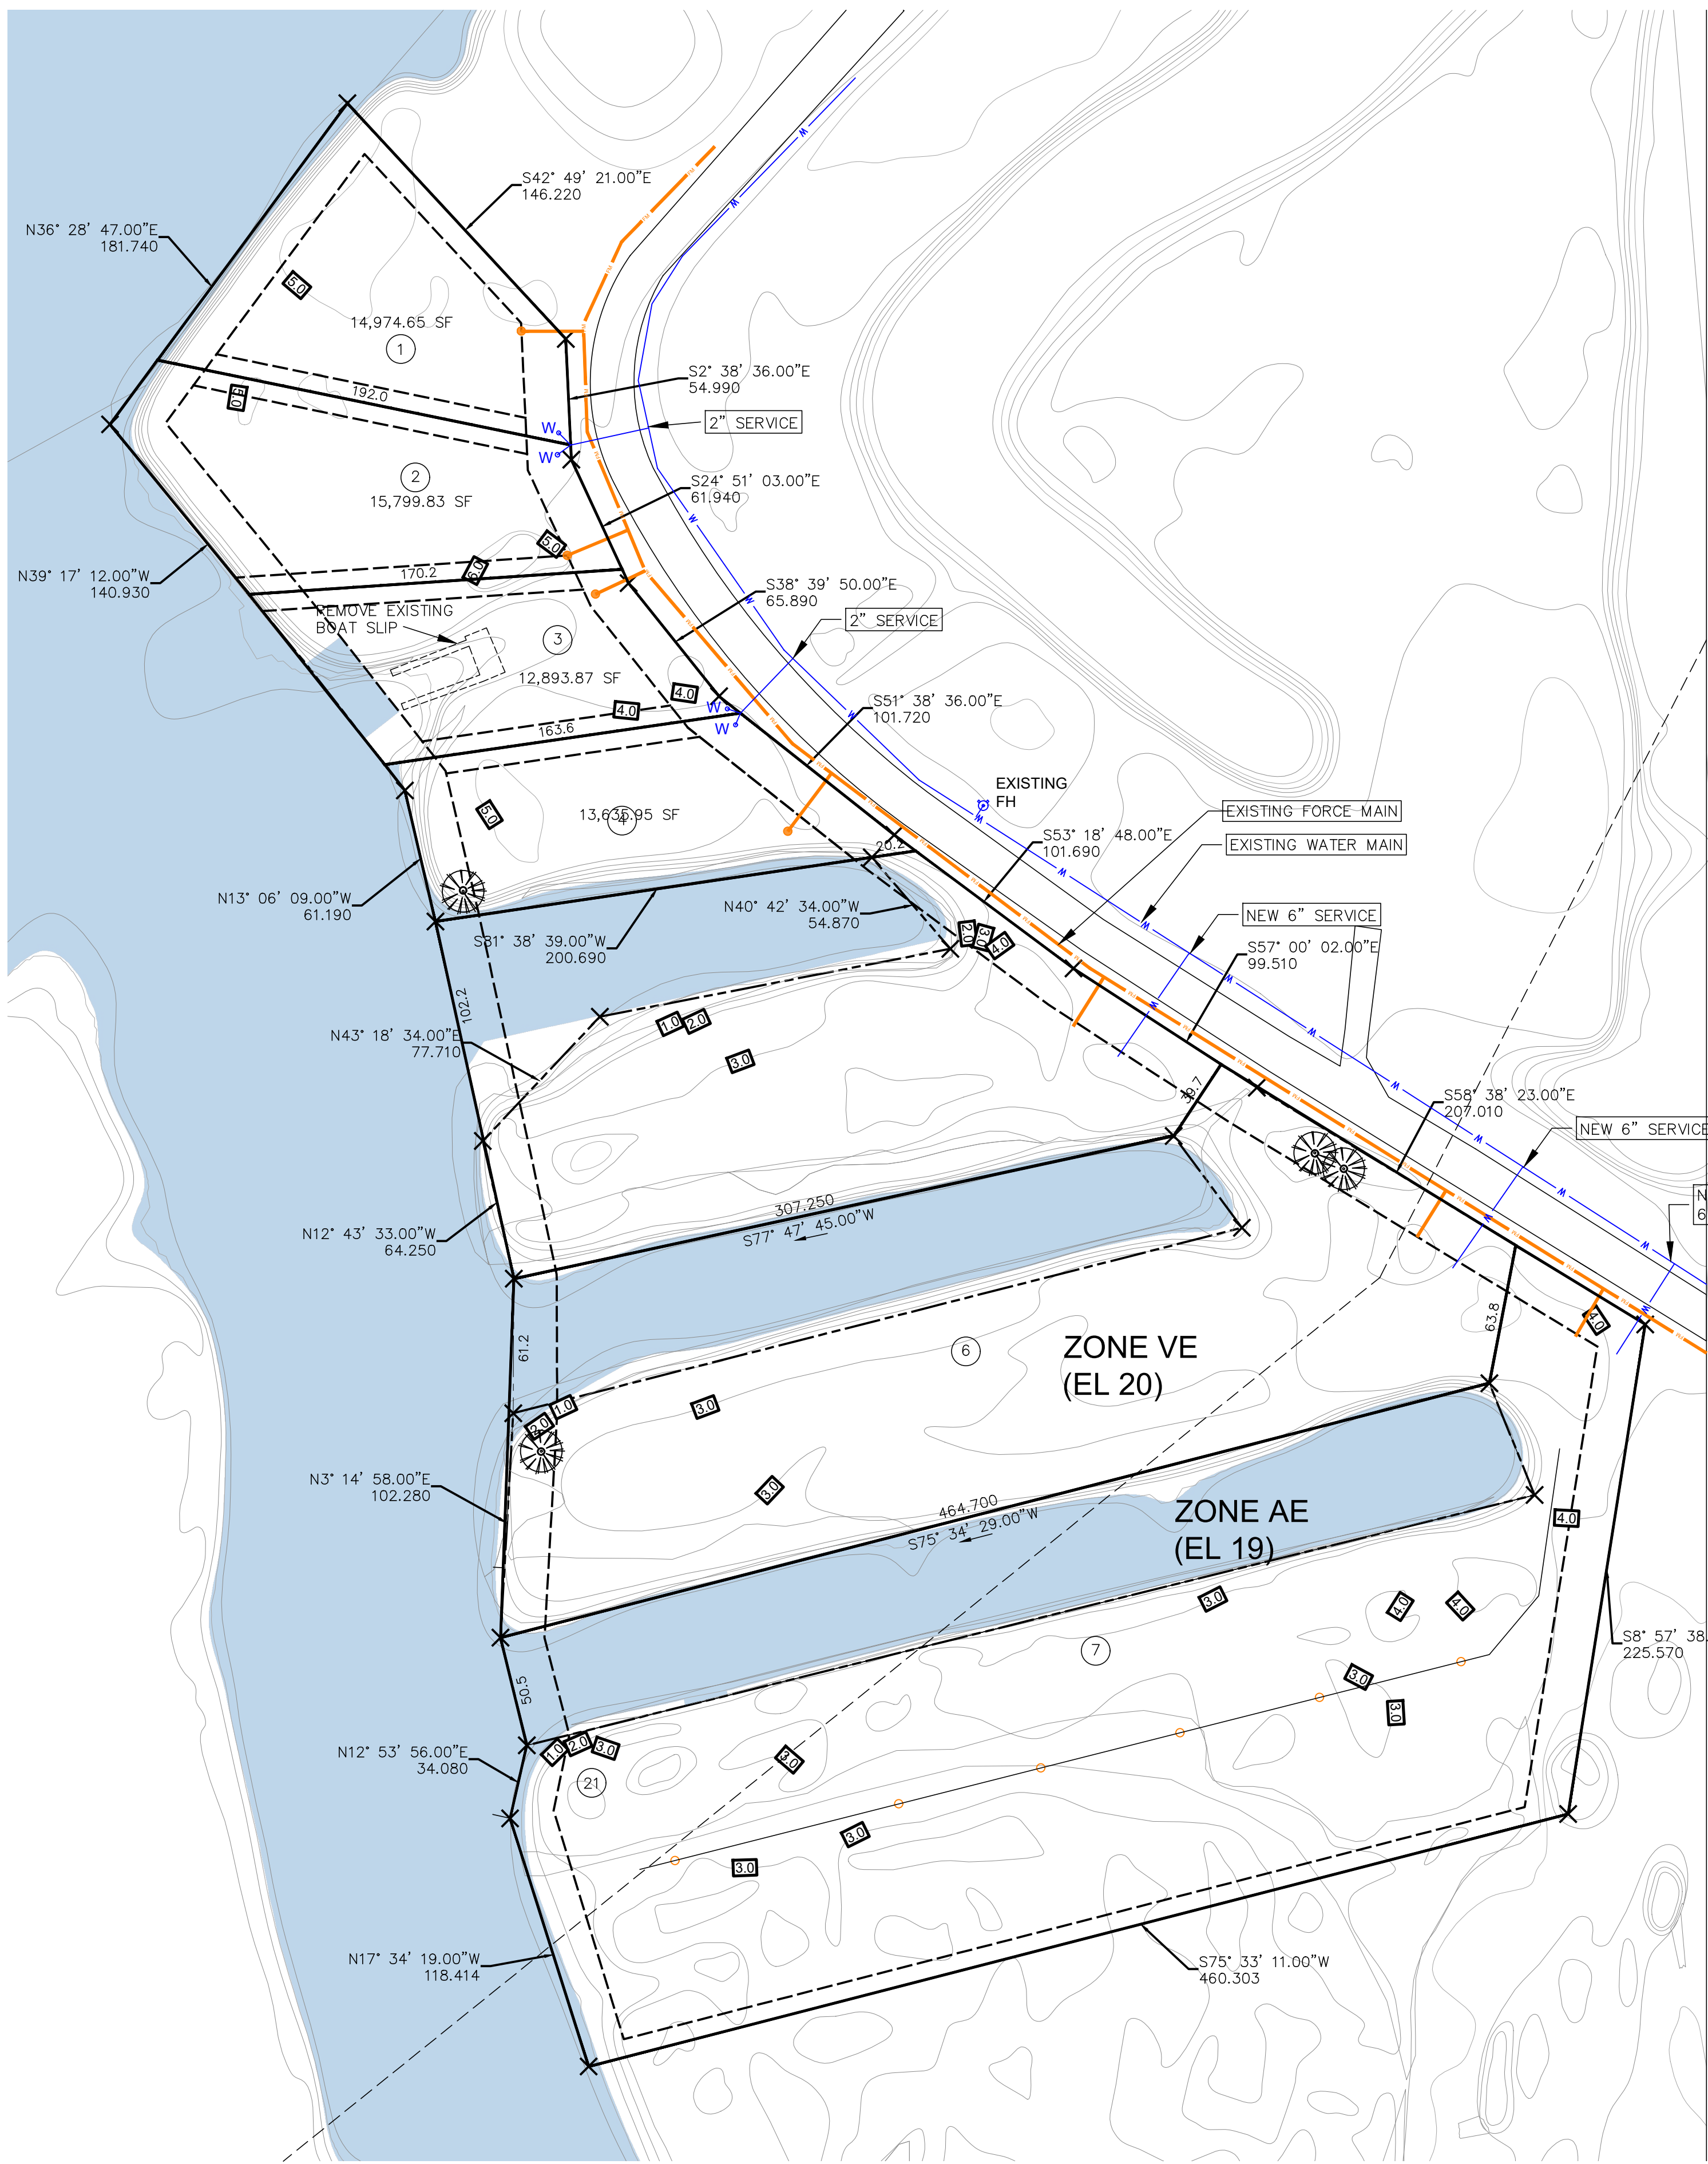 S42° 49' 21.00"E
146.220
N36° 28' 47.00"E
181.740
5.0
14,974.65 SF
1
S2° 38' 36.00"E
54.990
5.0
192.0
2" SERVICE
W
W
2
15,799.83 SF
S24° 51' 03.00"E
61.940
5.0
6.0
170.2
N39° 17' 12.00"W
140.930
S38° 39' 50.00"E
65.890
REMOVE EXISTING
BOAT SLIP
2" SERVICE
3
12,893.87 SF
4.0
4.0
W
W
163.6
S51° 38' 36.00"E
101.720
EXISTING
FH
5.0
13,635.95 SF
4
EXISTING FORCE MAIN
S53° 18' 48.00"E
101.690
EXISTING WATER MAIN
20.2
N13° 06' 09.00"W
61.190
N40° 42' 34.00"W
54.870
NEW 6" SERVICE
S81° 38' 39.00"W
200.690
2.0
3.0
4.0
S57° 00' 02.00"E
99.510
102.2
N43° 18' 34.00"E
77.710
1.0
2.0
3.0
39.7
S58° 38' 23.00"E
207.010
NEW 6" SERVICE
N
6
307.250
S77° 47' 45.00"W
N12° 43' 33.00"W
64.250
61.2
63.8
4.0
6
ZONE VE
(EL 20)
1.0
2.0
3.0
N3° 14' 58.00"E
102.280
3.0
464.700
S75° 34' 29.00"W
ZONE AE
(EL 19)
4.0
3.0
4.0
4.0
7
S8° 57' 38.
225.570
3.0
3.0
50.5
N12° 53' 56.00"E
34.080
1.0
2.0
3.0
3.0
21
3.0
3.0
N17° 34' 19.00"W
118.414
S75° 33' 11.00"W
460.303